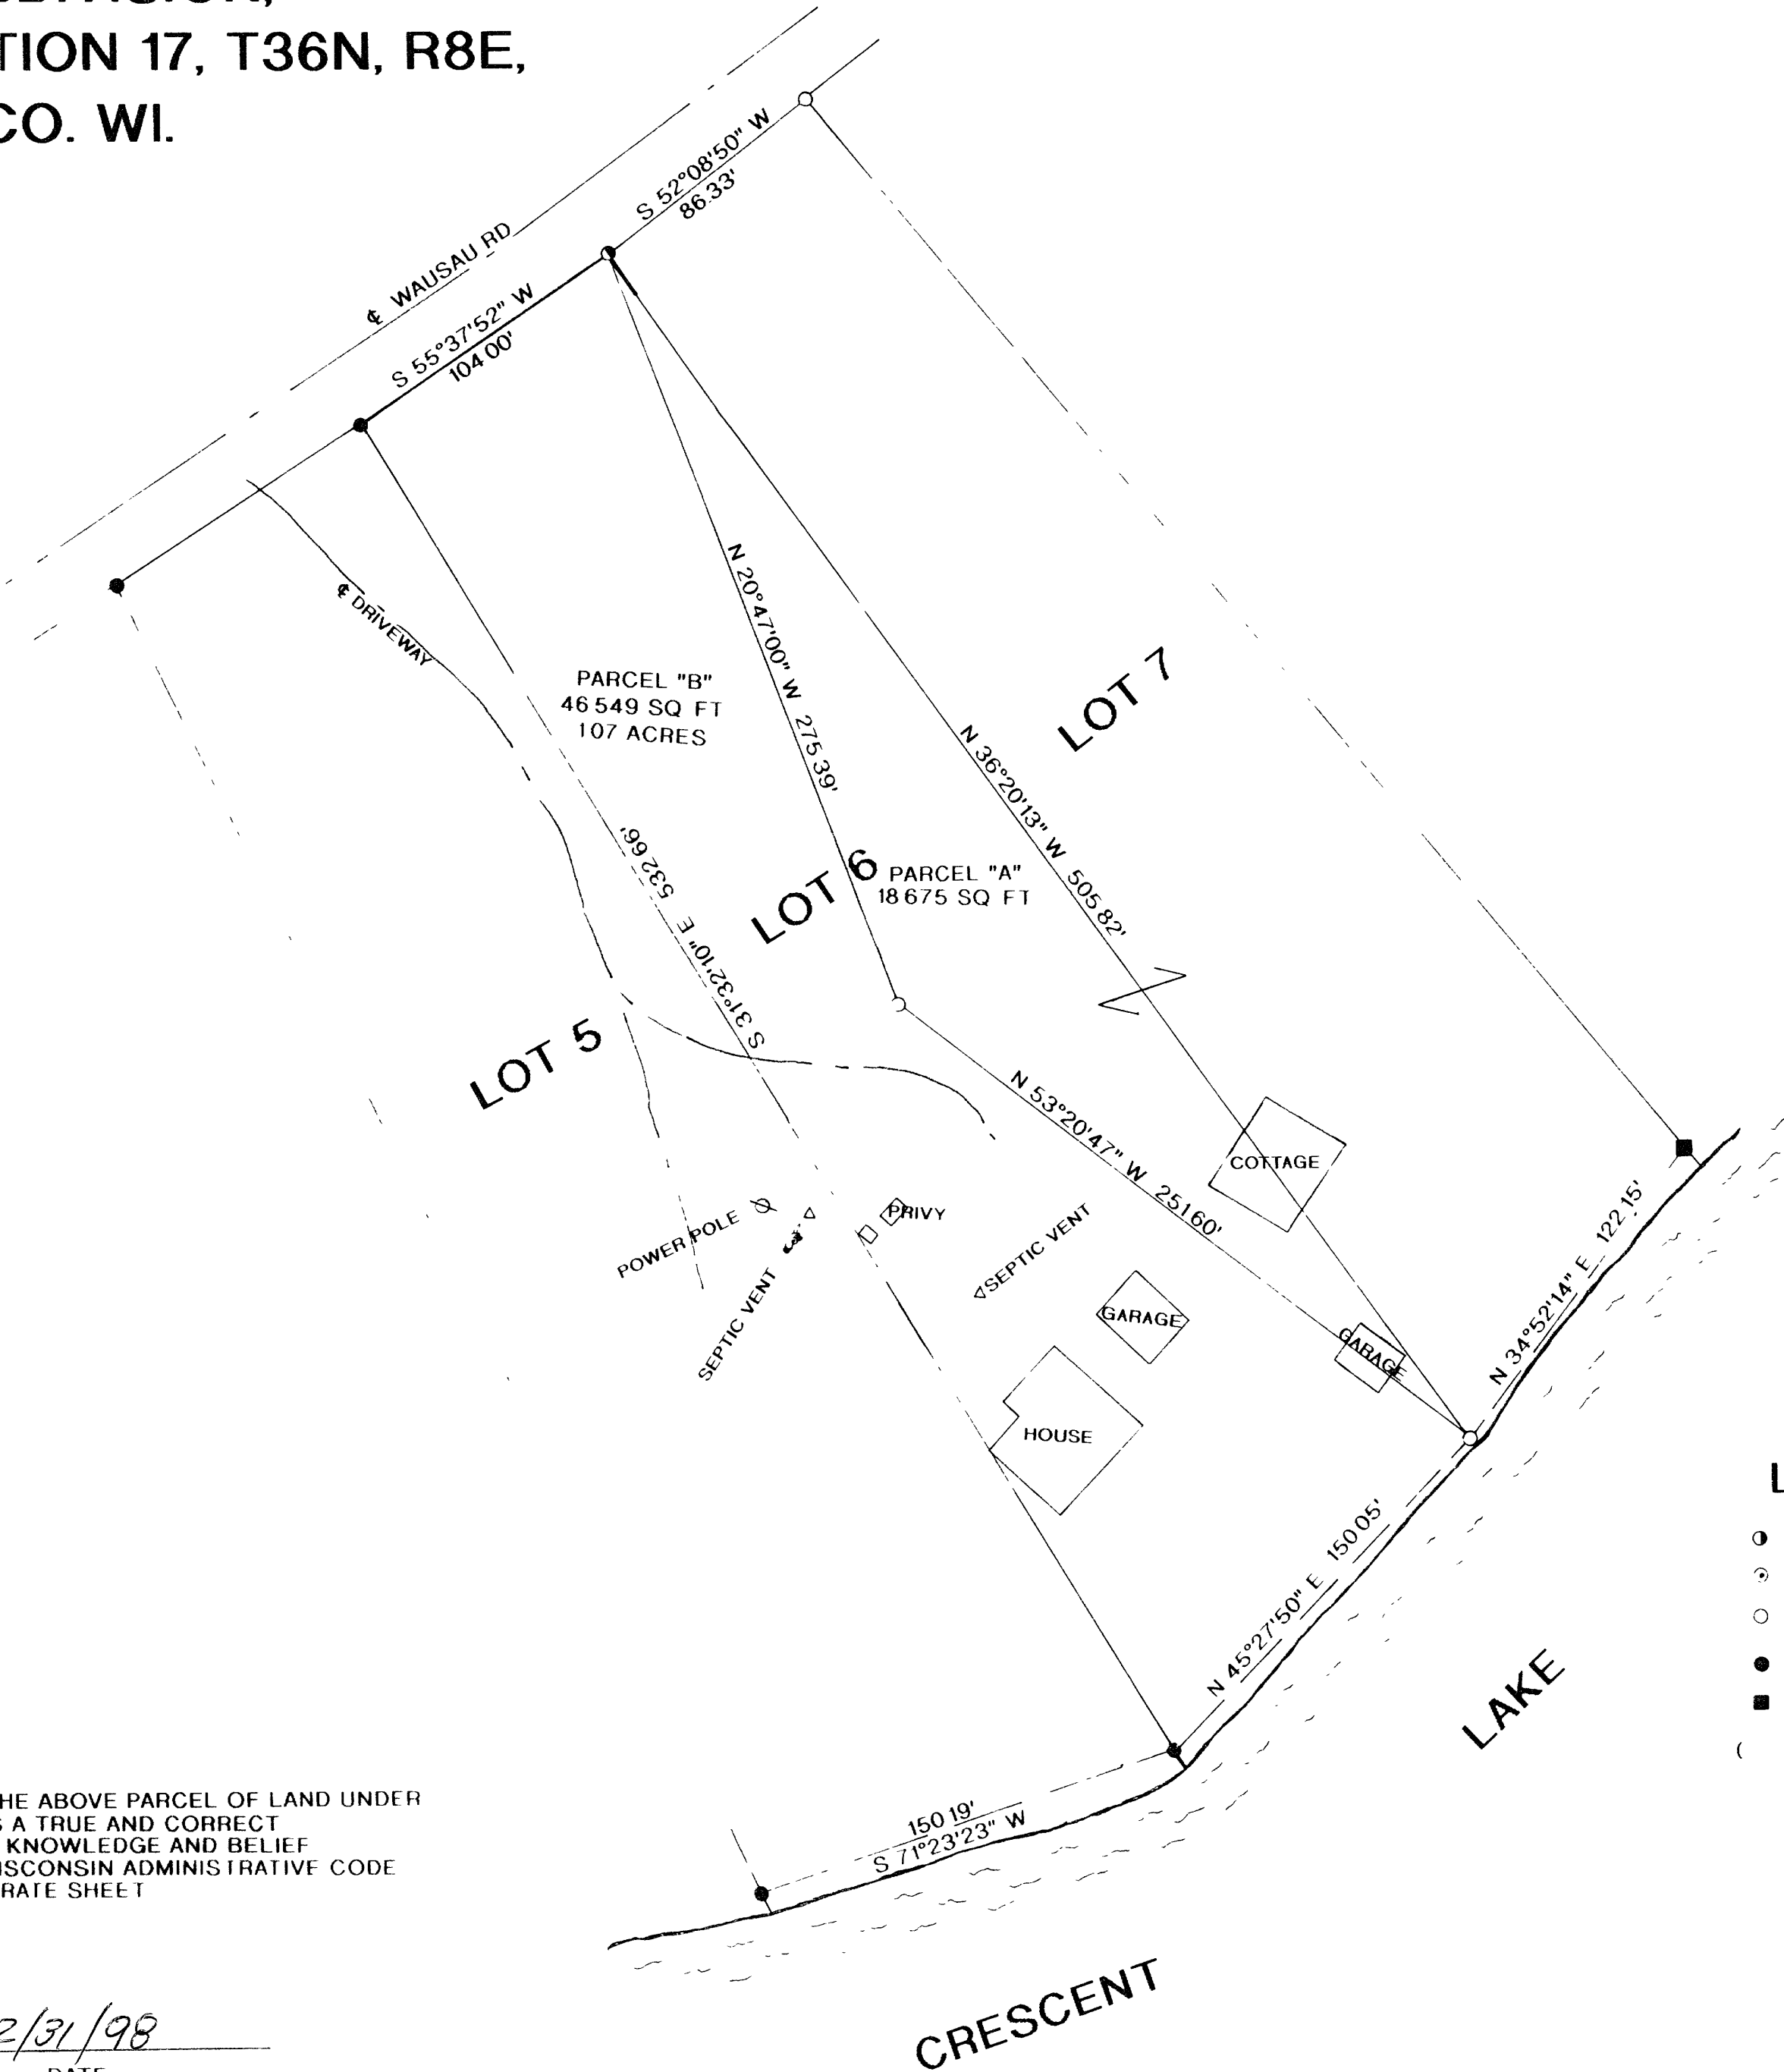 TION 17, T36N, R8E,
CO. WI.
S 52°08'50" W
86.33'
℄ WAUSAU RD
S 55°37'52" W
104 00'
℄ DRIVEWAY
PARCEL "B"
46 549 SQ FT
1 07 ACRES
N 20°47'00" W 275 39'
LOT 7
N 36°20'13" W 505 82'
S 31°32'10" E 532 66'
LOT 6
PARCEL "A"
18 675 SQ FT
LOT 5
N 53°20'47" W 251 60'
COTTAGE
POWER POLE
PRIVY
SEPTIC VENT
SEPTIC VENT
GARAGE
GARAGE
HOUSE
N 34°52'14" E 122 15'
N 45°27'50" E 150 05'
L
LAKE
150 19'
S 71°23'23" W
CRESCENT
HE ABOVE PARCEL OF LAND UNDER
S A TRUE AND CORRECT
KNOWLEDGE AND BELIEF
ISCONSIN ADMINISTRATIVE CODE
RATE SHEET
2/31/98
DATE